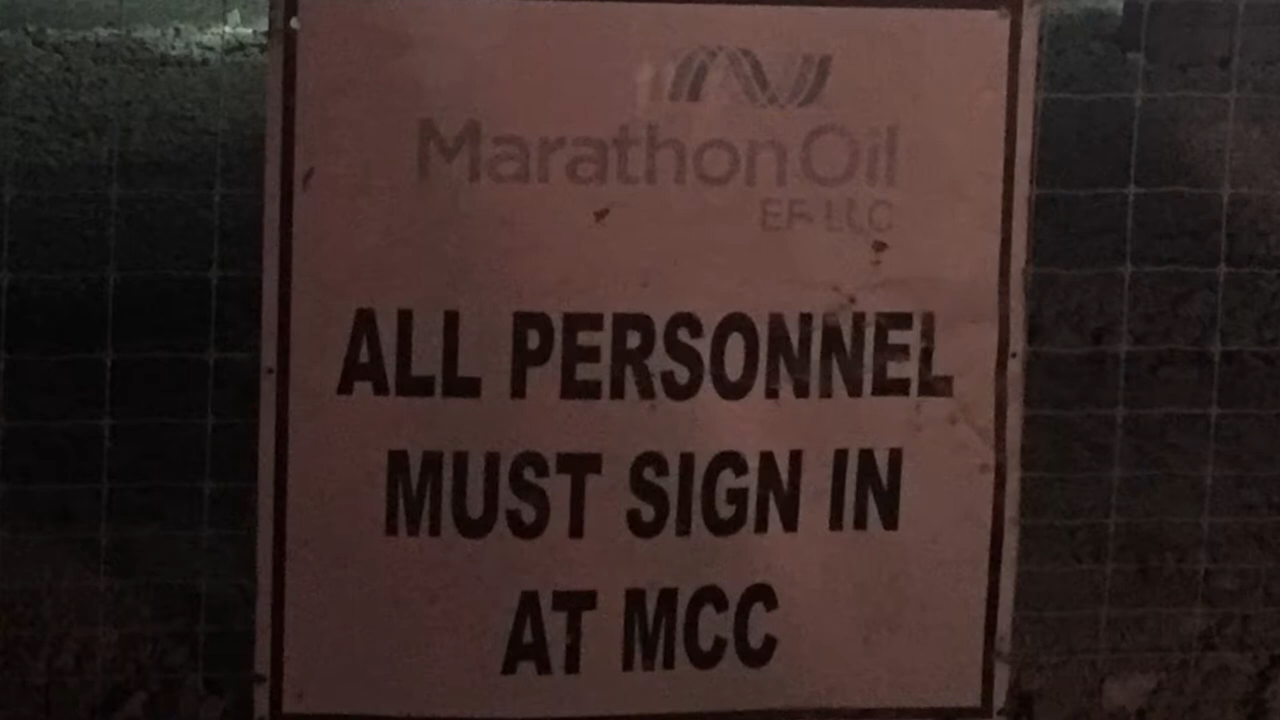 Marathon Oil
EF LLC
ALL PERSONNEL
MUST SIGN IN
AT MCC